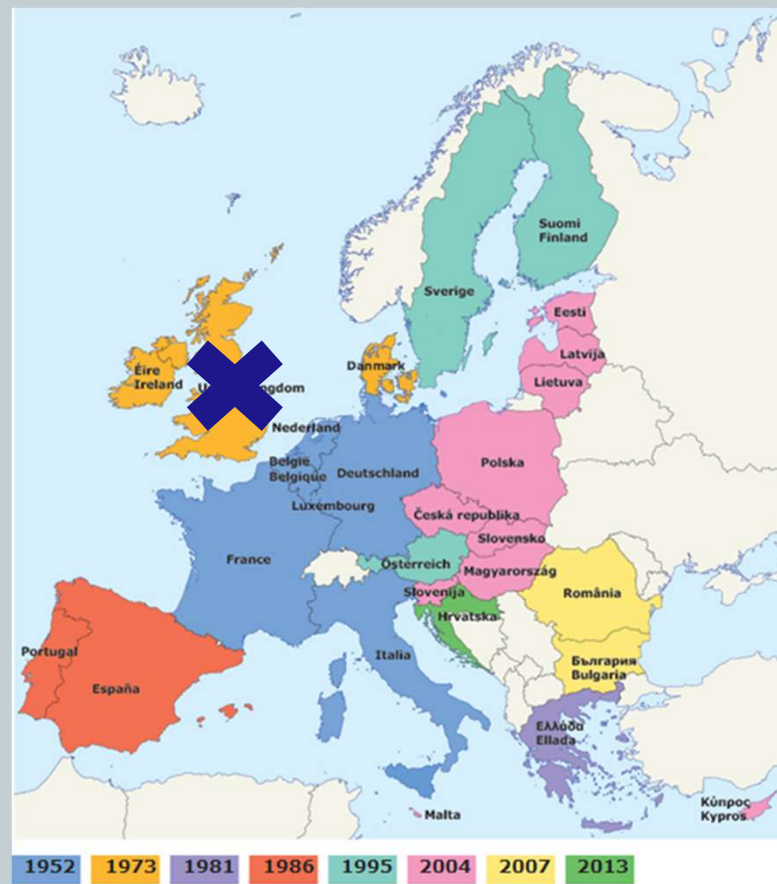 Suomi
Finland
Sverige
Eesti
Latvija
Lietuva
Danmark
Éire
Ireland
U
gdom
Nederland
België
Belgique
Deutschland
Polska
Luxembourg
Česká republika
Slovensko
France
Österreich
Magyarország
Slovenija
România
Hrvatska
Portugal
Italia
България
Bulgaria
España
Ελλάδα
Ellada
Κύπρος
Kypros
Malta
1952 1973 1981 1986 1995 2004 2007 2013